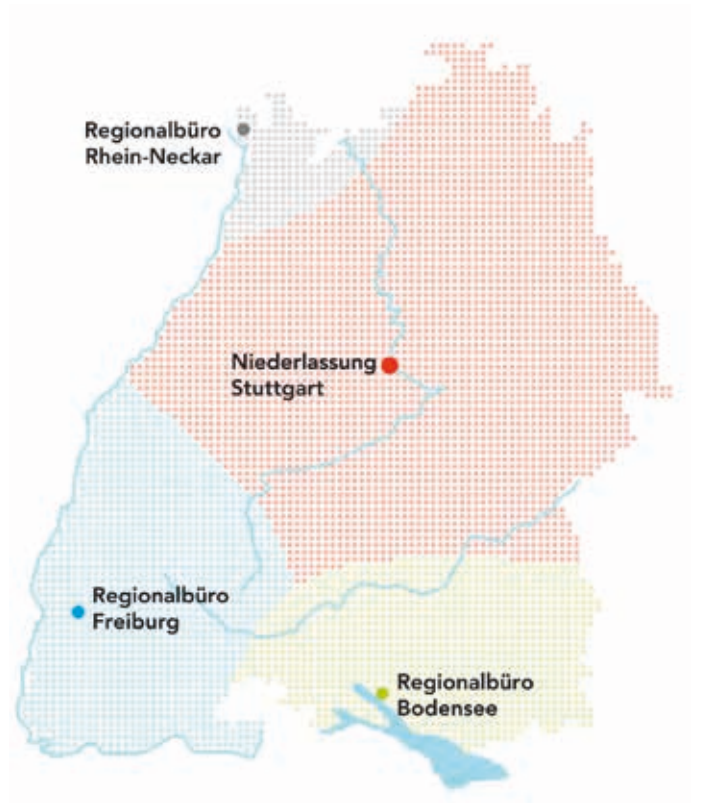 Regionalbüro
Rhein-Neckar
Niederlassung
Stuttgart
Regionalbüro
Freiburg
Regionalbüro
Bodensee